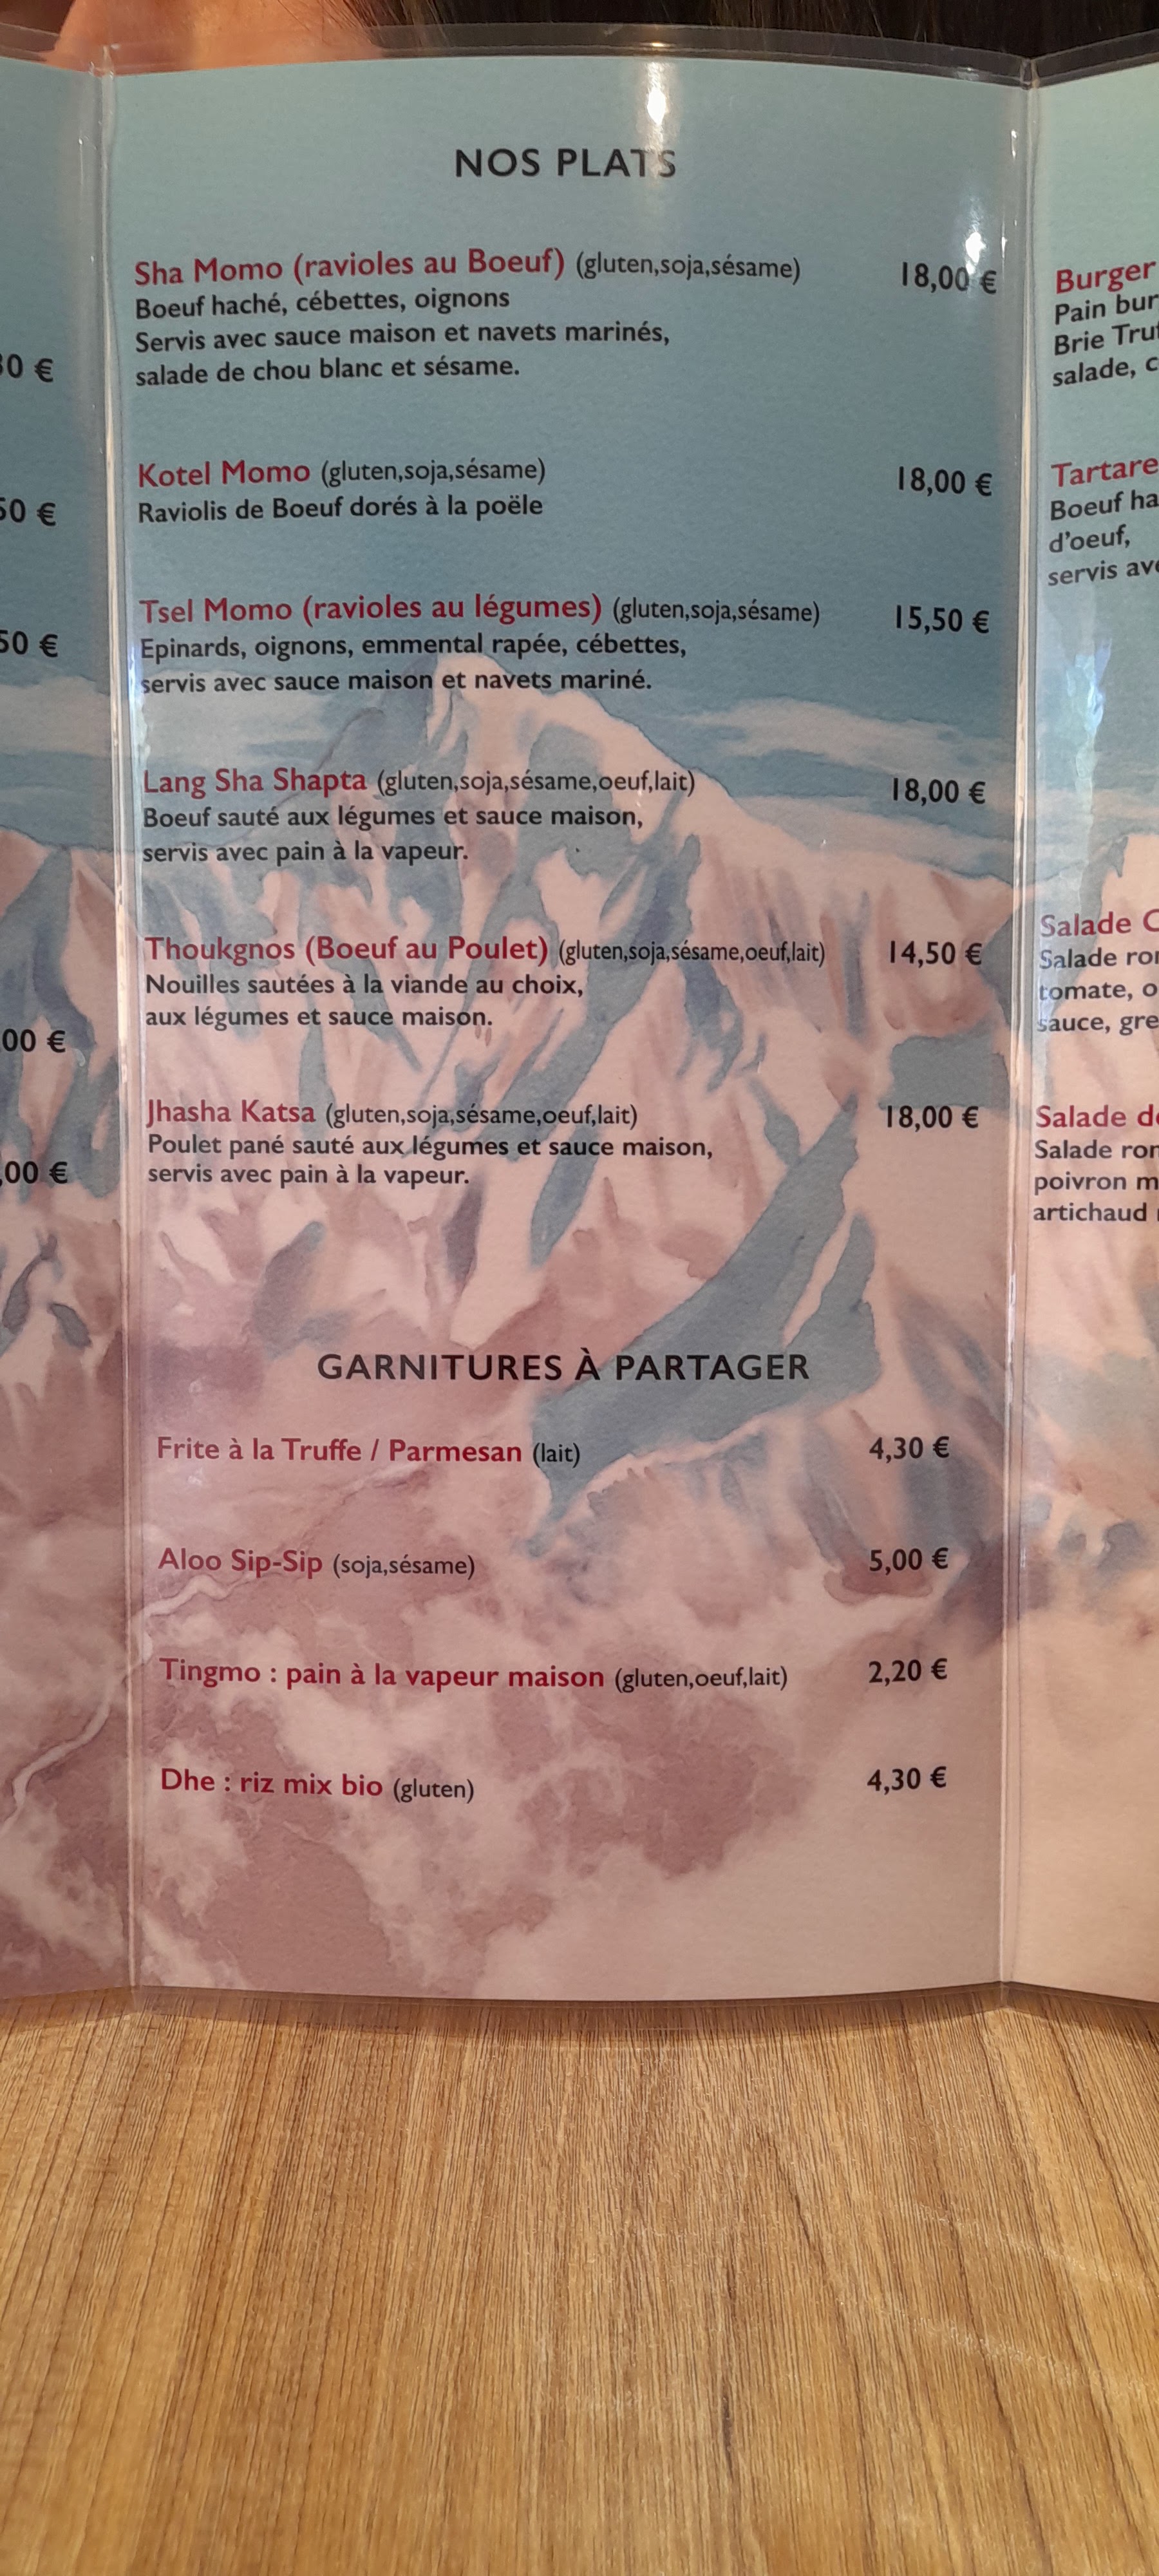 NOS PLATS
Sha Momo (ravioles au Boeuf) (gluten,soja,sésame) 18,00 €
Boeuf haché, cébettes, oignons
Servis avec sauce maison et navets marinés,
salade de chou blanc et sésame.
Kotel Momo (gluten,soja,sésame) 18,00 €
Raviolis de Boeuf dorés à la poële
Tsel Momo (ravioles au légumes) (gluten,soja,sésame) 15,50 €
Epinards, oignons, emmental rapée, cébettes,
servis avec sauce maison et navets mariné.
Lang Sha Shapta (gluten,soja,sésame,oeuf,lait) 18,00 €
Boeuf sauté aux légumes et sauce maison,
servis avec pain à la vapeur.
Thoukgnos (Boeuf au Poulet) (gluten,soja,sésame,oeuf,lait) 14,50 €
Nouilles sautées à la viande au choix,
aux légumes et sauce maison.
Jhasha Katsa (gluten,soja,sésame,oeuf,lait) 18,00 €
Poulet pané sauté aux légumes et sauce maison,
servis avec pain à la vapeur.
GARNITURES À PARTAGER
Frite à la Truffe / Parmesan (lait) 4,30 €
Aloo Sip-Sip (soja,sésame) 5,00 €
Tingmo : pain à la vapeur maison (gluten,oeuf,lait) 2,20 €
Dhe : riz mix bio (gluten) 4,30 €
Burger
Pain
Brie
salade,
Tartare
Boeuf
d'oeuf,
servis
Salade
Salade
tomate,
sauce,
Salade
Salade
poivron
artichaud